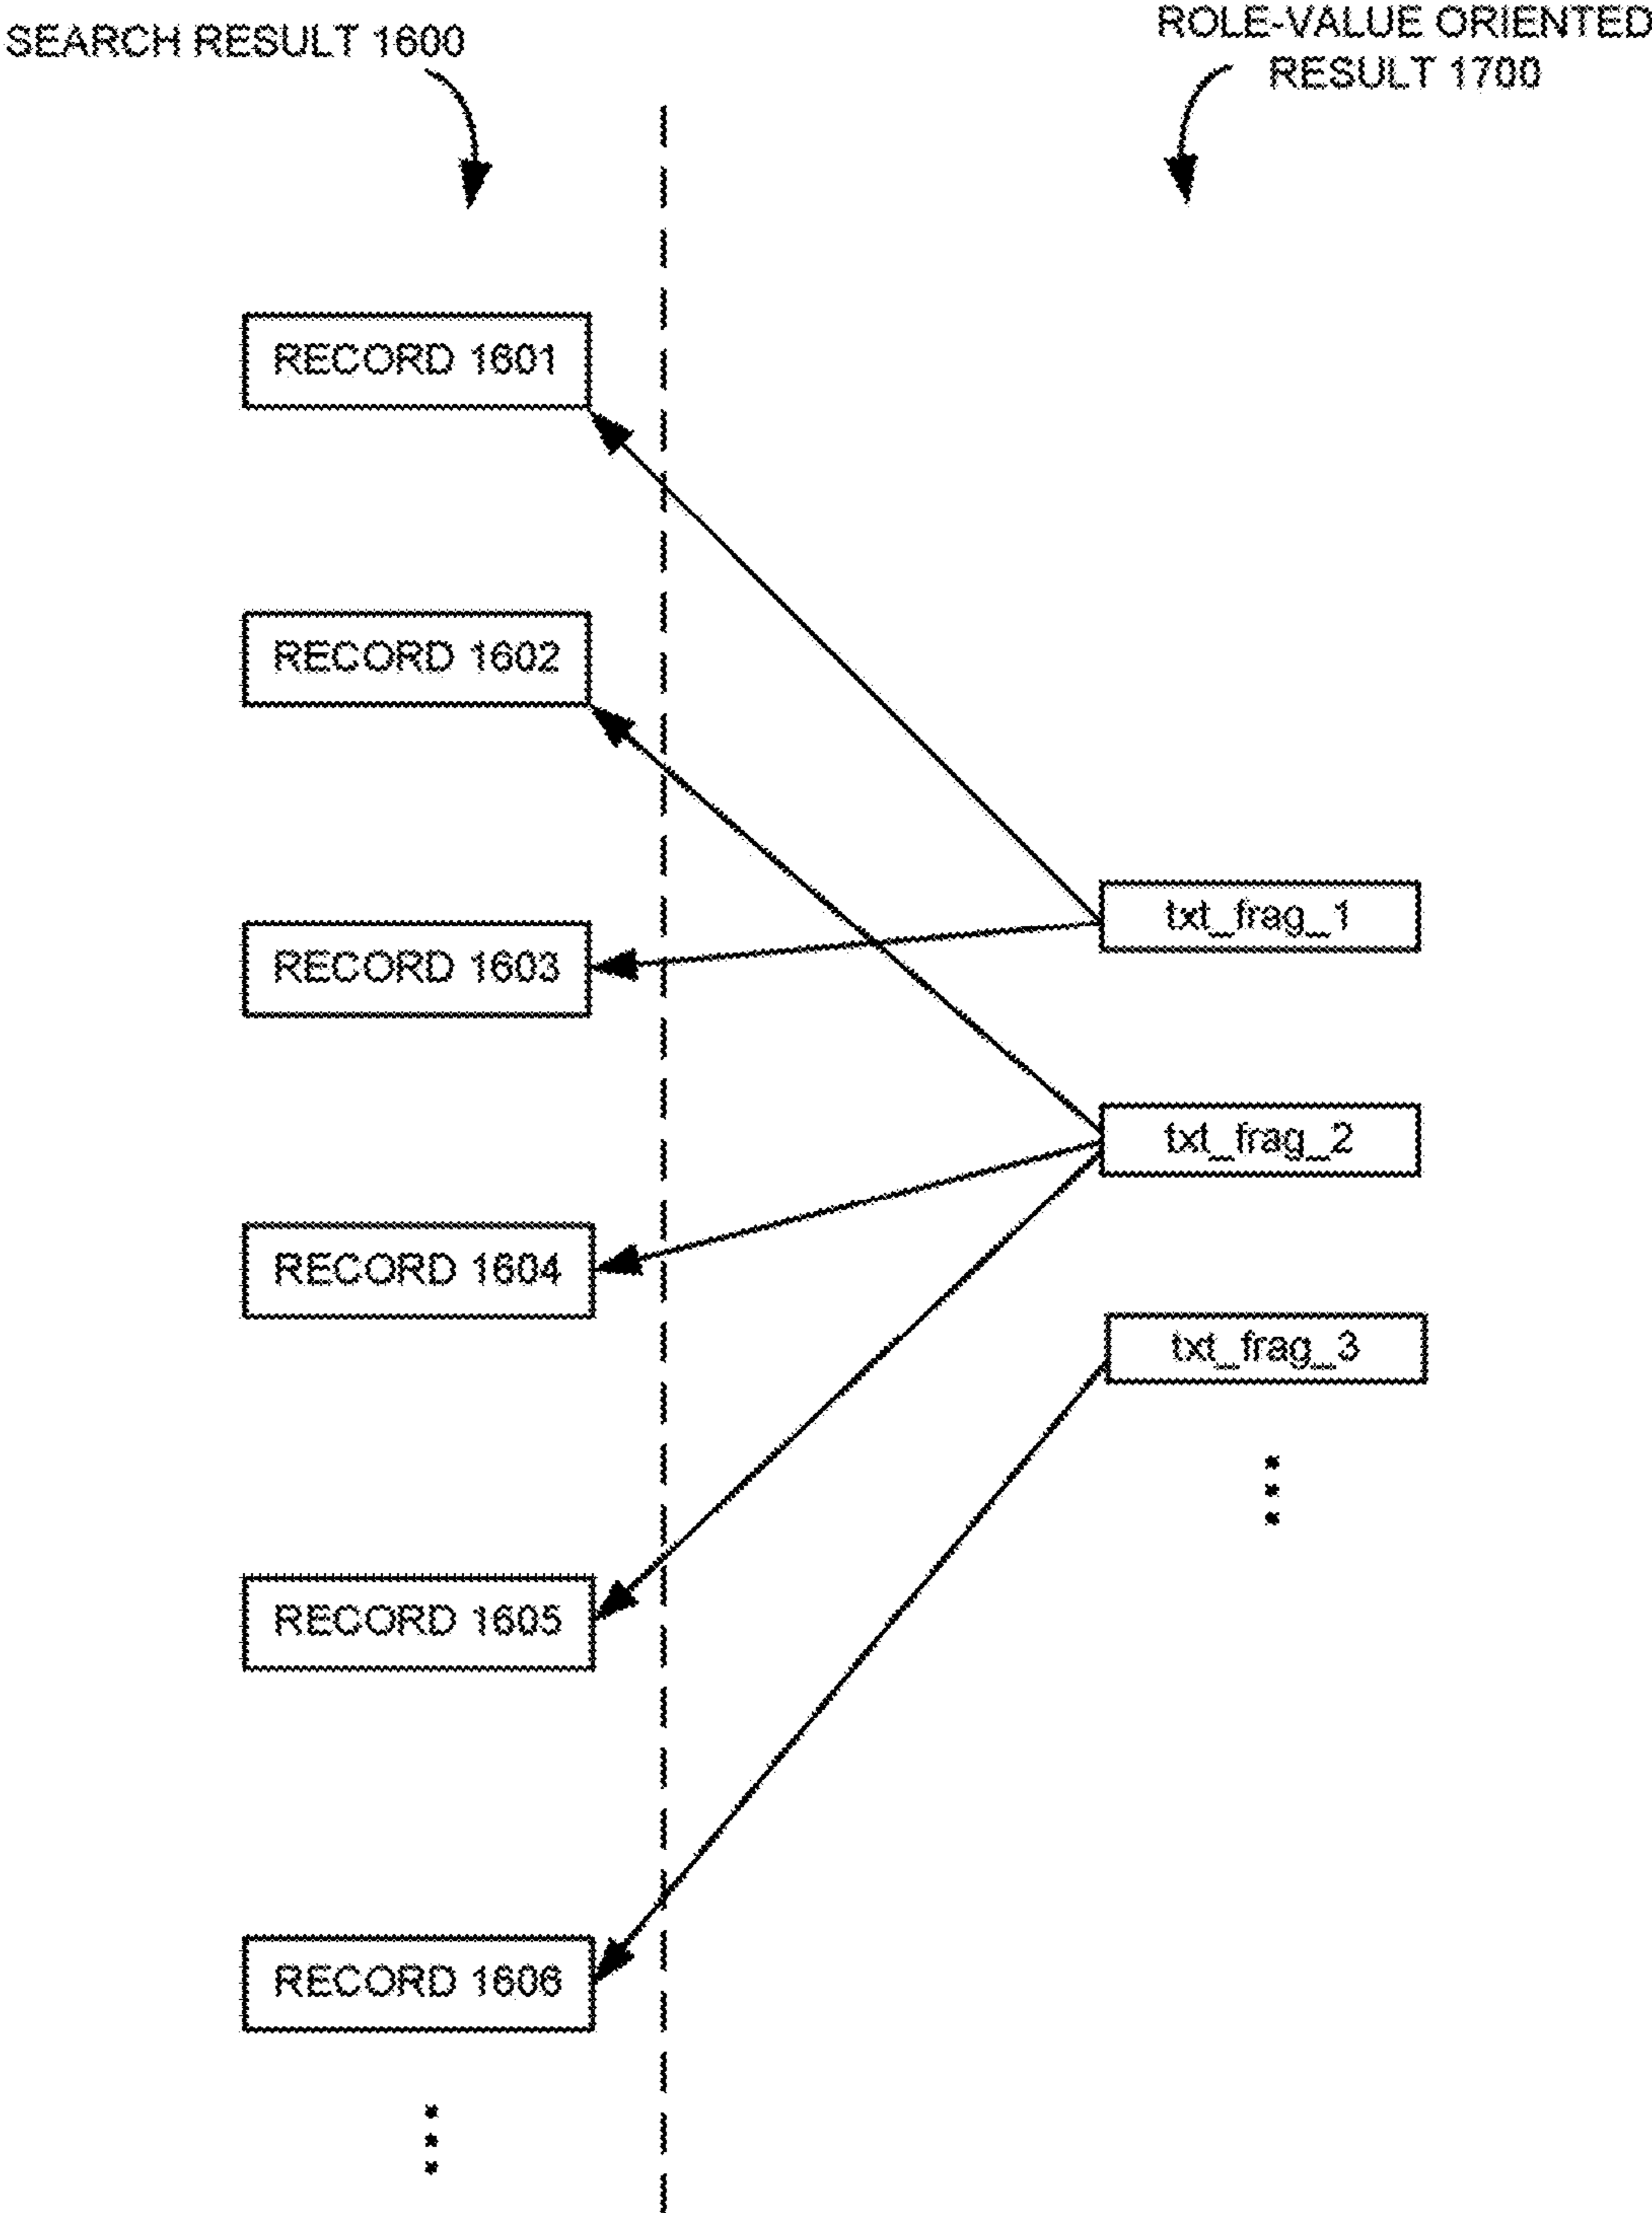 SEARCH RESULT 1600
ROLE-VALUE ORIENTED
RESULT 1700
RECORD 1601
RECORD 1602
RECORD 1603
RECORD 1604
RECORD 1605
RECORD 1606
txt_frag_1
txt_frag_2
txt_frag_3